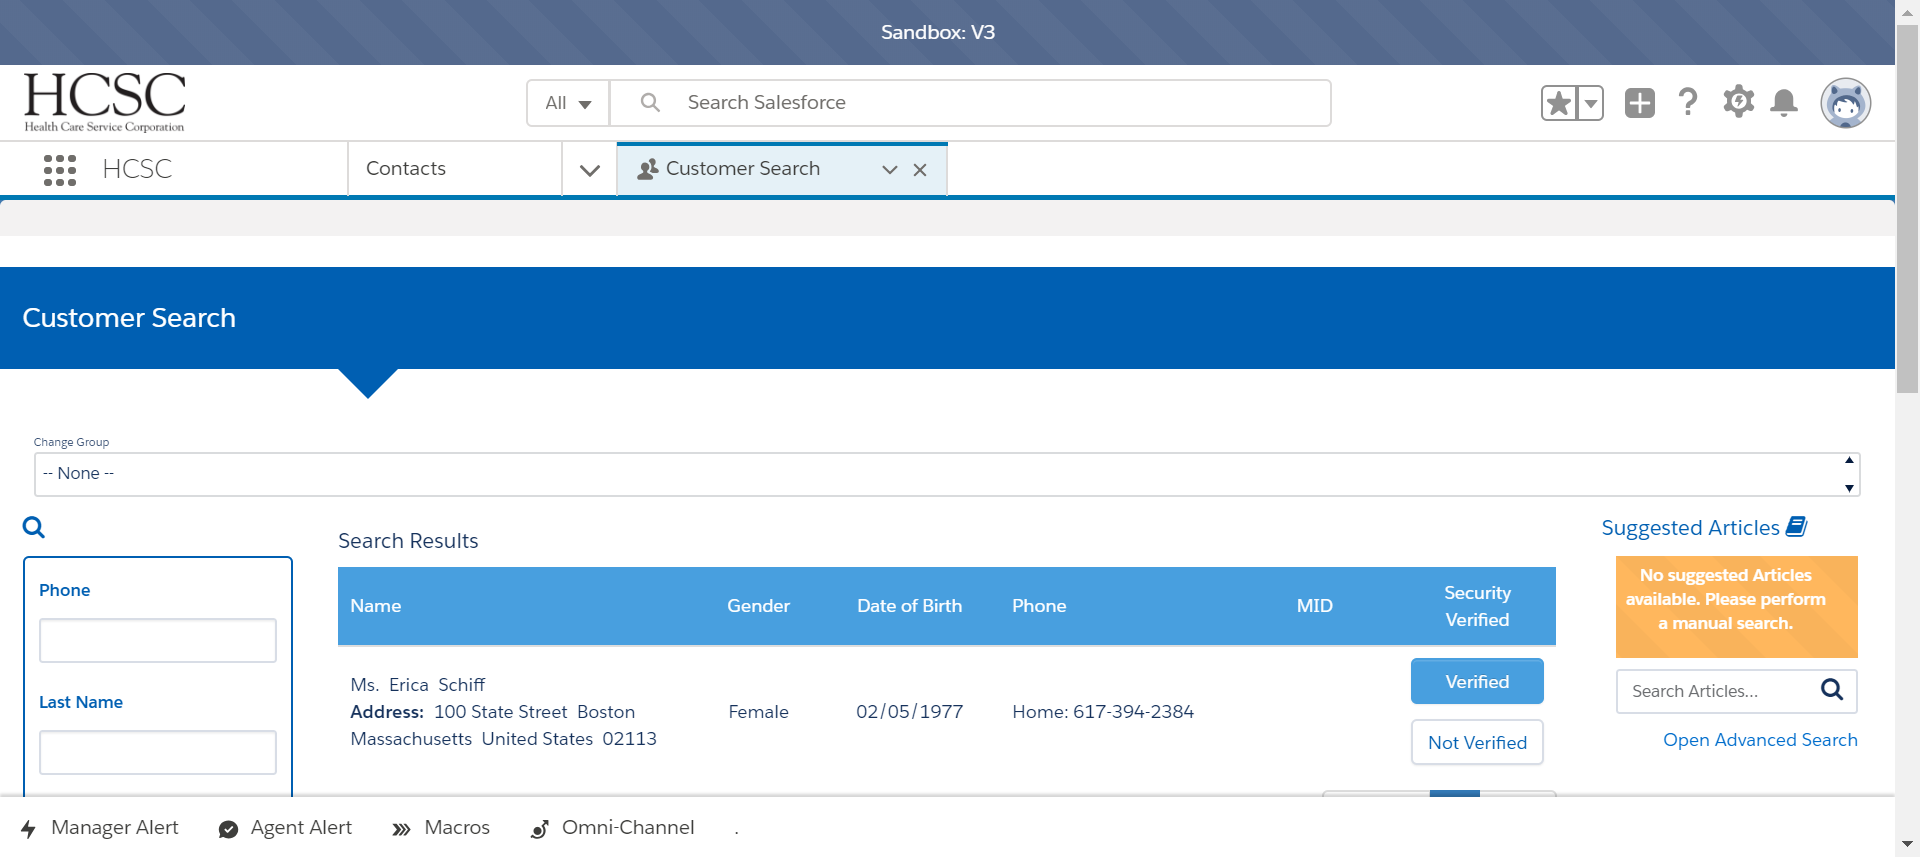 Sandbox: V3
HCSC
Health Care Service Corporation
All
Search Salesforce
HCSC
Contacts
Customer Search
Customer Search
Change Group
-- None --
Search Results
Suggested Articles
Phone
Last Name
Name
Gender
Date of Birth
Phone
MID
Security
Verified
Ms. Erica Schiff
Address: 100 State Street Boston
Massachusetts United States 02113
Female
02/05/1977
Home: 617-394-2384
Verified
Not Verified
No suggested Articles
available. Please perform
a manual search.
Search Articles...
Open Advanced Search
Manager Alert
Agent Alert
Macros
Omni-Channel
.